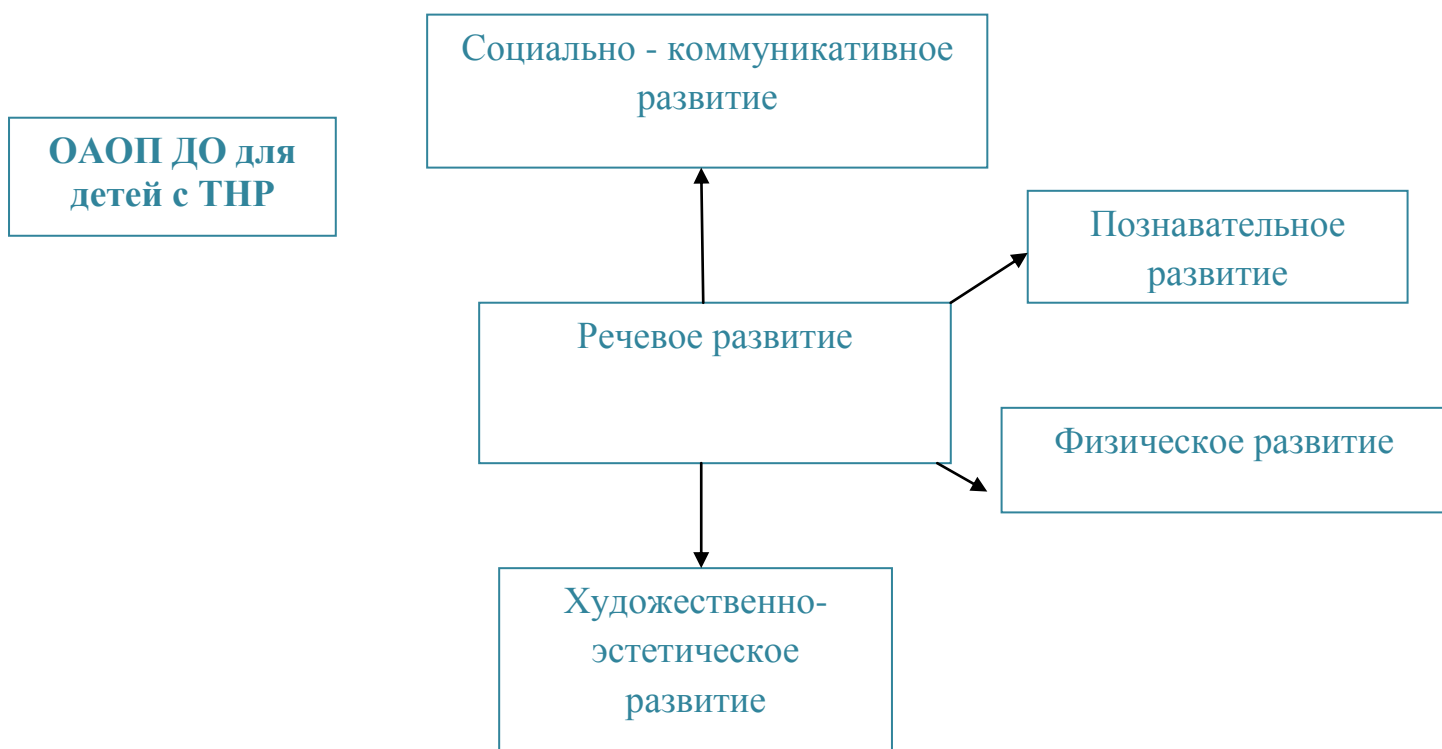 Социально - коммуникативное
развитие
ОАОП ДО для
детей с ТНР
Познавательное
развитие
Речевое развитие
Физическое развитие
Художественно-
эстетическое
развитие